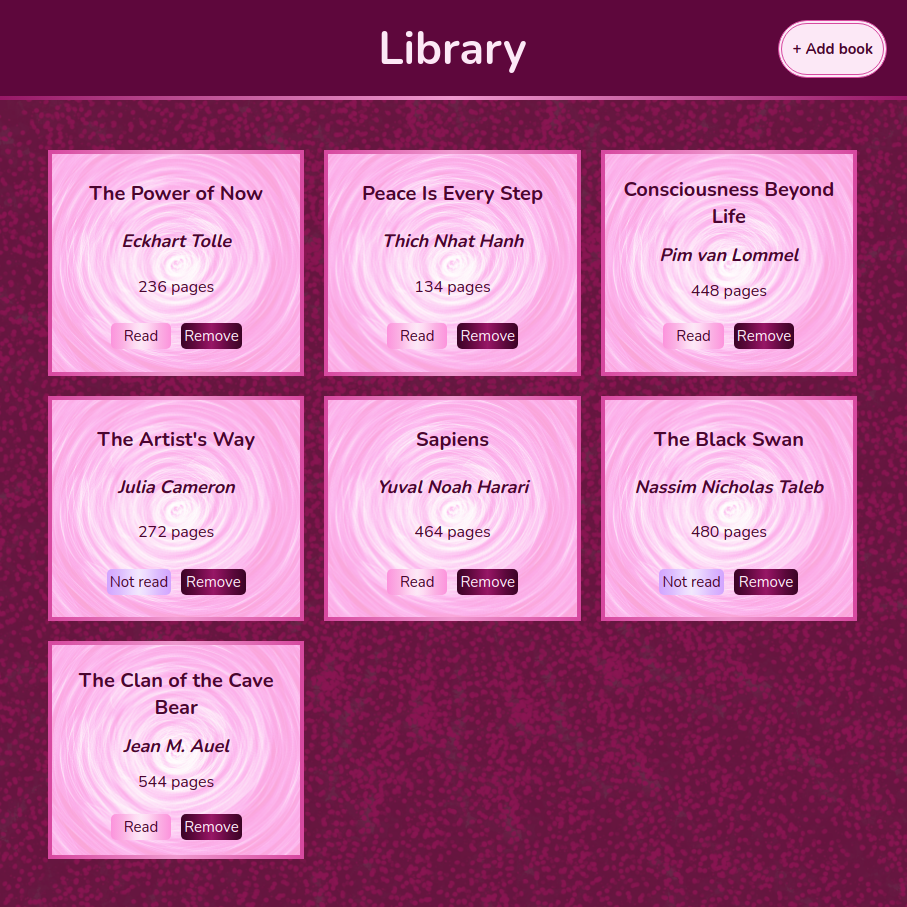 Library
+ Add book
The Power of Now
Eckhart Tolle
236 pages
Read Remove
Peace Is Every Step
Thich Nhat Hanh
134 pages
Read Remove
Consciousness Beyond
Life
Pim van Lommel
448 pages
Read Remove
The Artist's Way
Julia Cameron
272 pages
Not read Remove
Sapiens
Yuval Noah Harari
464 pages
Read Remove
The Black Swan
Nassim Nicholas Taleb
480 pages
Not read Remove
The Clan of the Cave
Bear
Jean M. Auel
544 pages
Read Remove